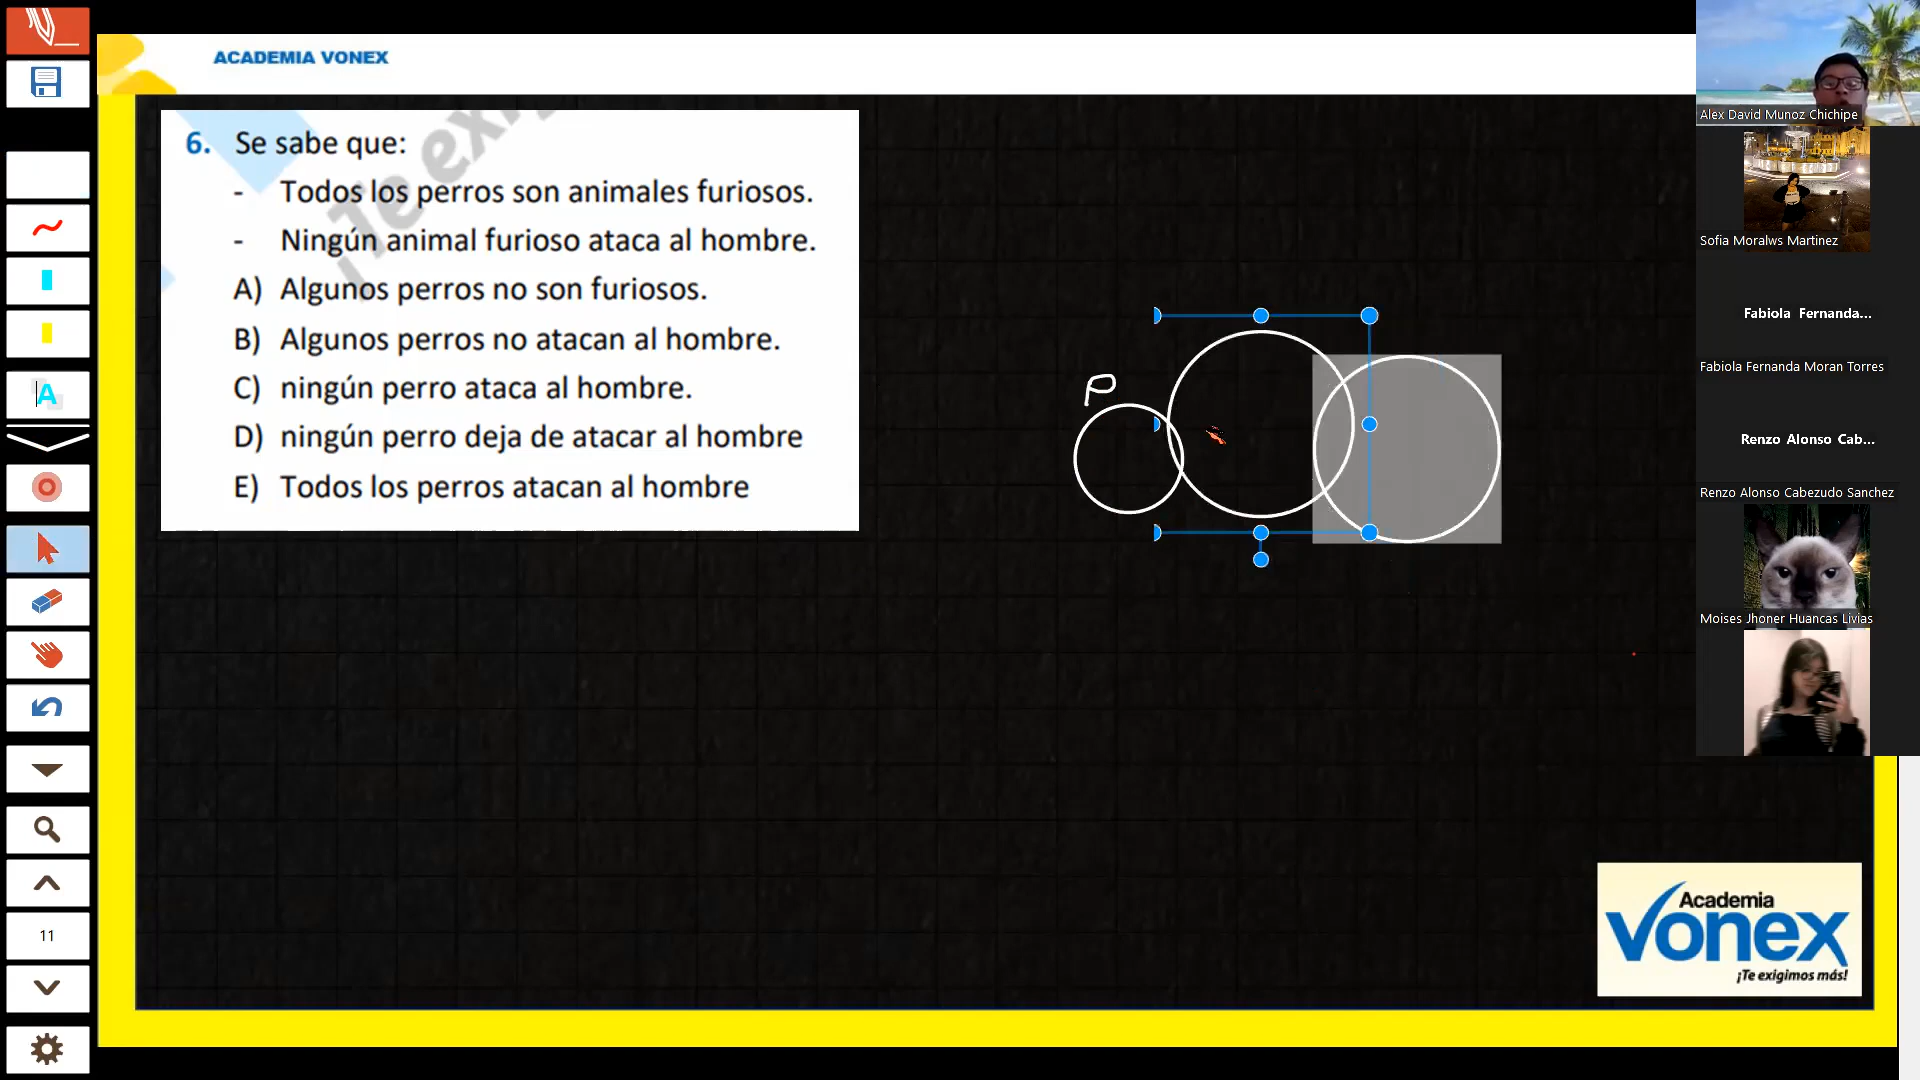 ACADEMIA VONEX
6. Se sabe que:
- Todos los perros son animales furiosos.
- Ningún animal furioso ataca al hombre.
A) Algunos perros no son furiosos.
B) Algunos perros no atacan al hombre.
C) ningún perro ataca al hombre.
D) ningún perro deja de atacar al hombre
E) Todos los perros atacan al hombre
¡Te exi
P
A
11
Academia
Vonex
¡Te exigimos más!
Alex David Munoz Chichipe
Sofia Moralws Martinez
Fabiola Fernanda...
Fabiola Fernanda Moran Torres
Renzo Alonso Cab...
Renzo Alonso Cabezudo Sanchez
Moises Jhoner Huancas Livias